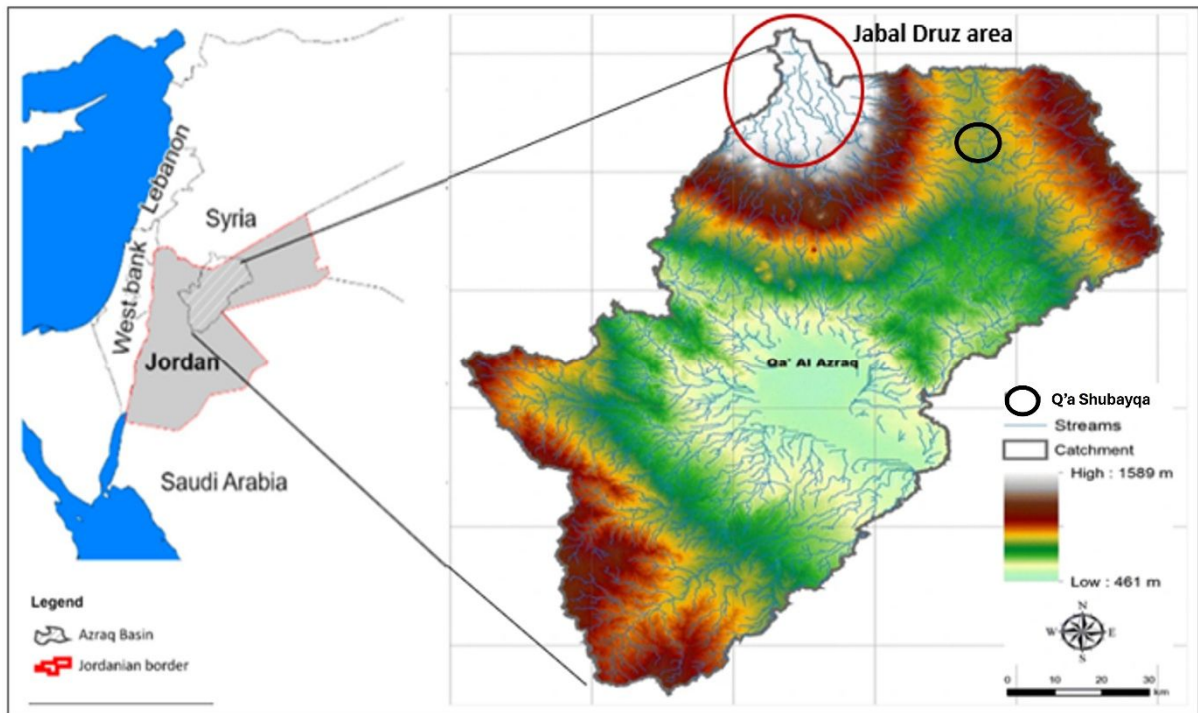 Lebanon
West bank
Syria
Jordan
Saudi Arabia
Legend
Azraq Basin
Jordanian border
Jabal Druz area
Qa' Al Azraq
Q'a Shubayqa
Streams
Catchment
High : 1589 m
Low : 461 m
N
W E
S
0 10 20 30
km